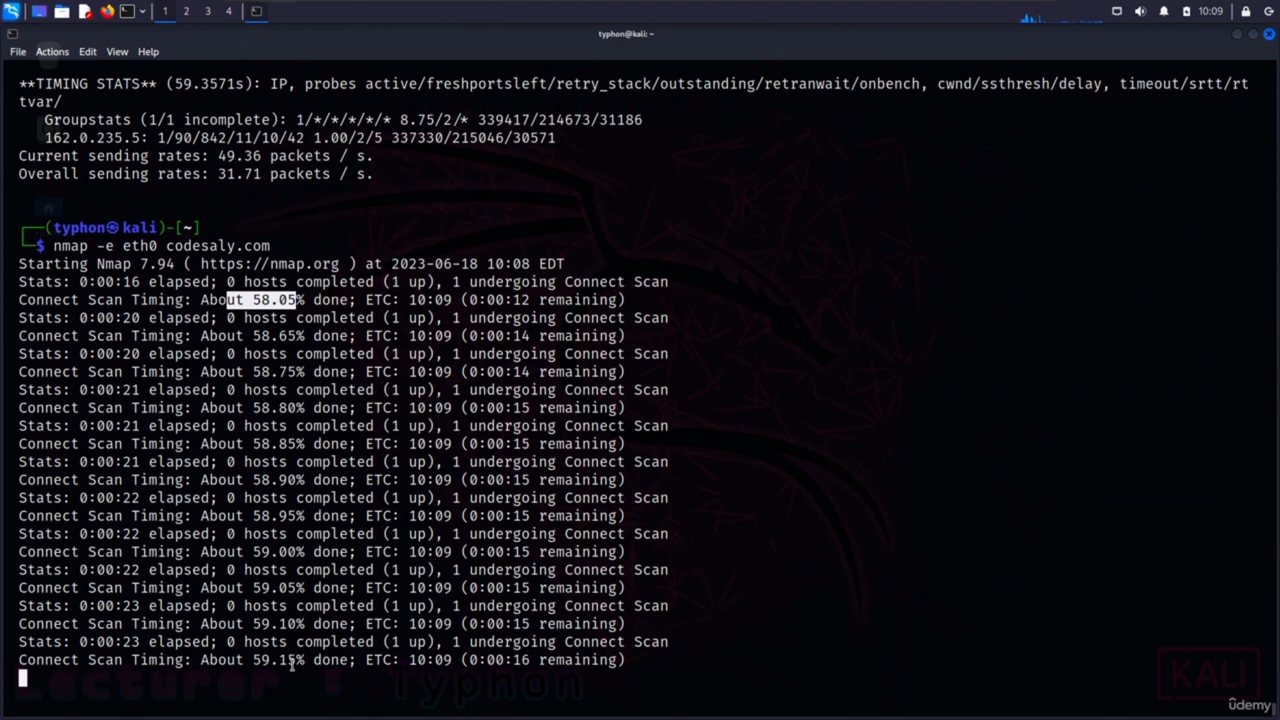 1 2 3 4 10:09
typhon@kali: ~
File Actions Edit View Help
**TIMING STATS** (59.3571s): IP, probes active/freshportsleft/retry_stack/outstanding/retranwait/onbench, cwnd/ssthresh/delay, timeout/srtt/rt
tvar/
Groupstats (1/1 incomplete): 1/*/*/*/*/* 8.75/2/* 339417/214673/31186
162.0.235.5: 1/90/842/11/10/42 1.00/2/5 337330/215046/30571
Current sending rates: 49.36 packets / s.
Overall sending rates: 31.71 packets / s.
┌──(typhon㉿kali)-[~]
└─$ nmap -e eth0 codesaly.com
Starting Nmap 7.94 ( https://nmap.org ) at 2023-06-18 10:08 EDT
Stats: 0:00:16 elapsed; 0 hosts completed (1 up), 1 undergoing Connect Scan
Connect Scan Timing: About 58.05% done; ETC: 10:09 (0:00:12 remaining)
Stats: 0:00:20 elapsed; 0 hosts completed (1 up), 1 undergoing Connect Scan
Connect Scan Timing: About 58.65% done; ETC: 10:09 (0:00:14 remaining)
Stats: 0:00:20 elapsed; 0 hosts completed (1 up), 1 undergoing Connect Scan
Connect Scan Timing: About 58.75% done; ETC: 10:09 (0:00:14 remaining)
Stats: 0:00:21 elapsed; 0 hosts completed (1 up), 1 undergoing Connect Scan
Connect Scan Timing: About 58.80% done; ETC: 10:09 (0:00:15 remaining)
Stats: 0:00:21 elapsed; 0 hosts completed (1 up), 1 undergoing Connect Scan
Connect Scan Timing: About 58.85% done; ETC: 10:09 (0:00:15 remaining)
Stats: 0:00:21 elapsed; 0 hosts completed (1 up), 1 undergoing Connect Scan
Connect Scan Timing: About 58.90% done; ETC: 10:09 (0:00:15 remaining)
Stats: 0:00:22 elapsed; 0 hosts completed (1 up), 1 undergoing Connect Scan
Connect Scan Timing: About 58.95% done; ETC: 10:09 (0:00:15 remaining)
Stats: 0:00:22 elapsed; 0 hosts completed (1 up), 1 undergoing Connect Scan
Connect Scan Timing: About 59.00% done; ETC: 10:09 (0:00:15 remaining)
Stats: 0:00:22 elapsed; 0 hosts completed (1 up), 1 undergoing Connect Scan
Connect Scan Timing: About 59.05% done; ETC: 10:09 (0:00:15 remaining)
Stats: 0:00:23 elapsed; 0 hosts completed (1 up), 1 undergoing Connect Scan
Connect Scan Timing: About 59.10% done; ETC: 10:09 (0:00:15 remaining)
Stats: 0:00:23 elapsed; 0 hosts completed (1 up), 1 undergoing Connect Scan
Connect Scan Timing: About 59.15% done; ETC: 10:09 (0:00:16 remaining)
Lecturer : Typhon
KALI
ûdemy